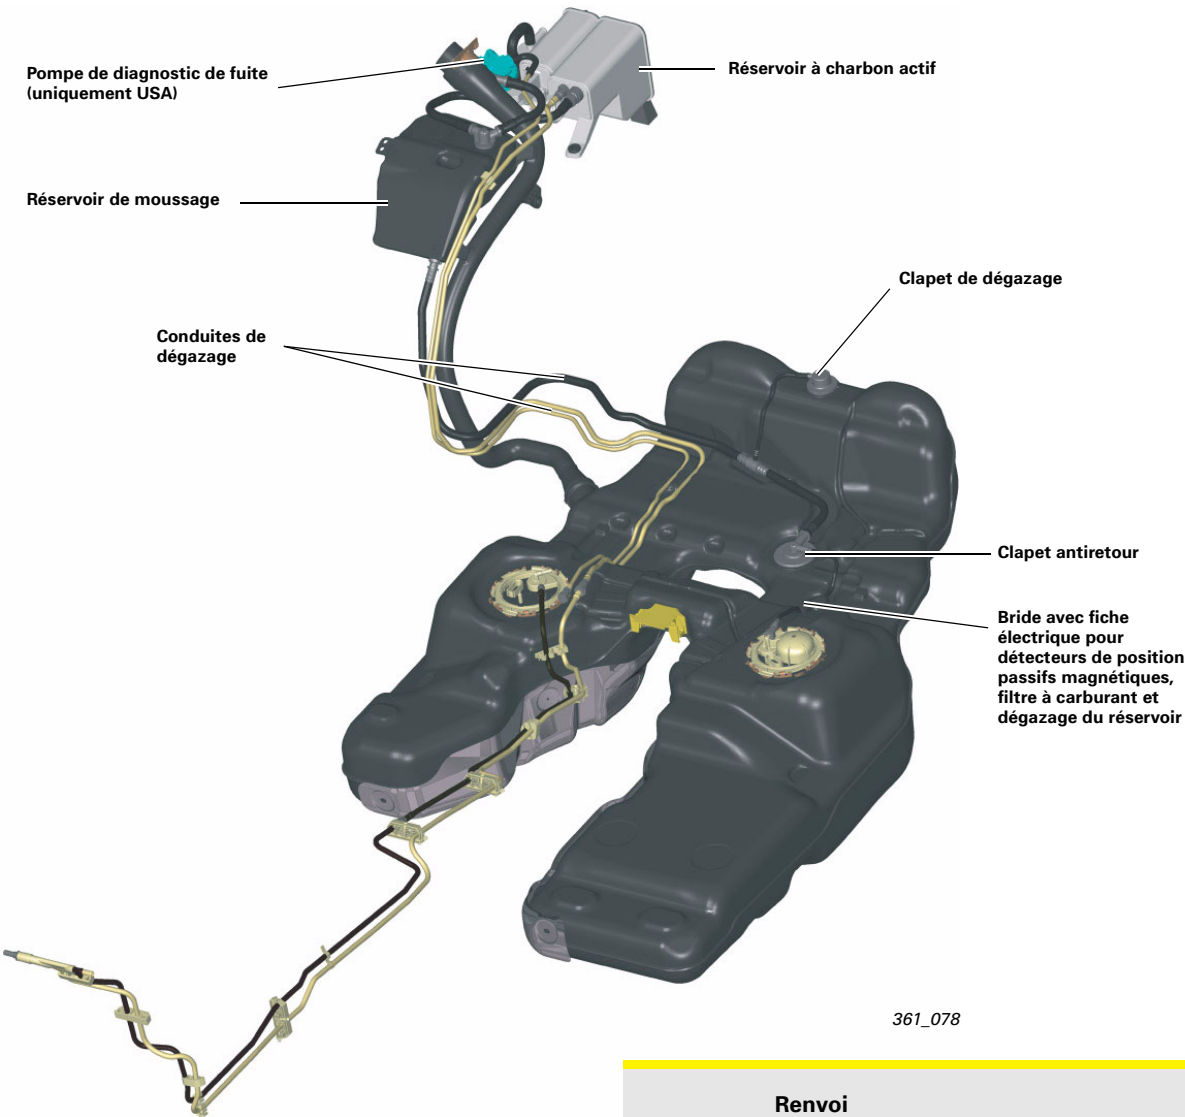 Pompe de diagnostic de fuite
(uniquement USA)
Réservoir à charbon actif
Réservoir de moussage
Clapet de dégazage
Conduites de
dégazage
Clapet antiretour
Bride avec fiche
électrique pour
détecteurs de position
passifs magnétiques,
filtre à carburant et
dégazage du réservoir
361_078
Renvoi